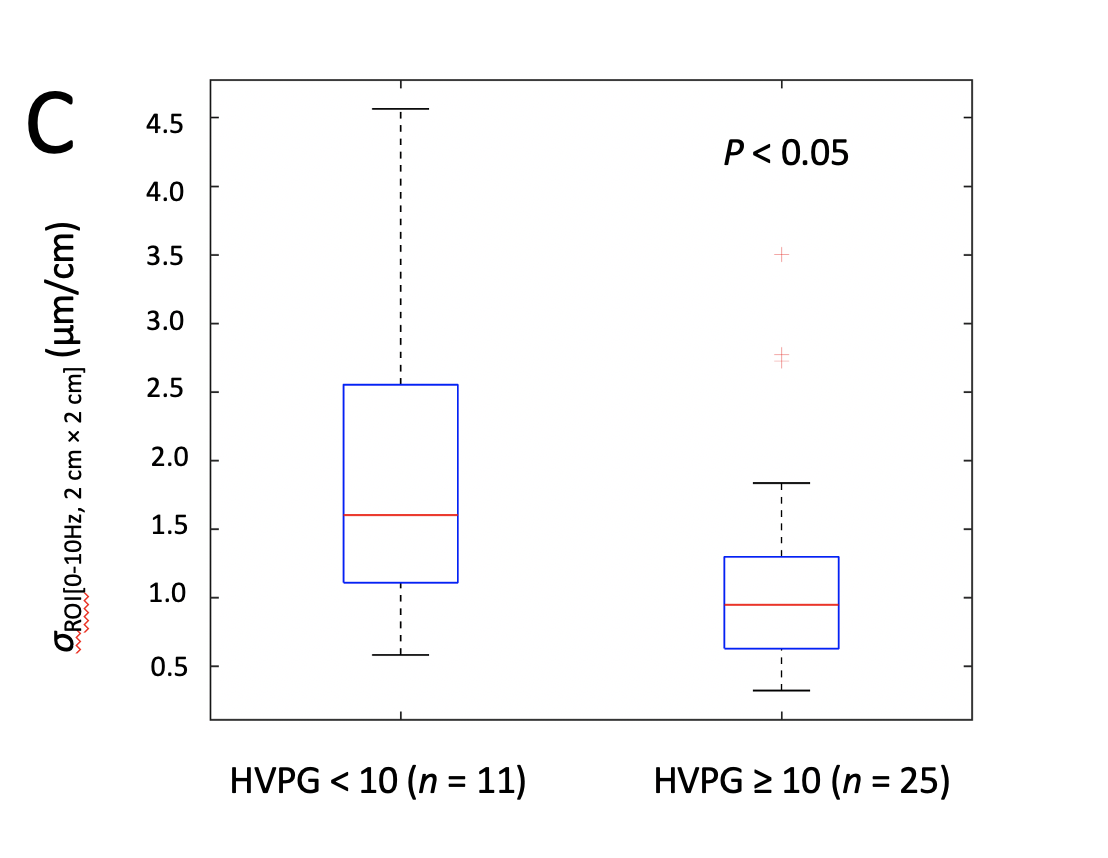 C
P < 0.05
σROI[0-10Hz, 2 cm × 2 cm] (μm/cm)
4.5
4.0
3.5
3.0
2.5
2.0
1.5
1.0
0.5
HVPG < 10 (n = 11)
HVPG ≥ 10 (n = 25)